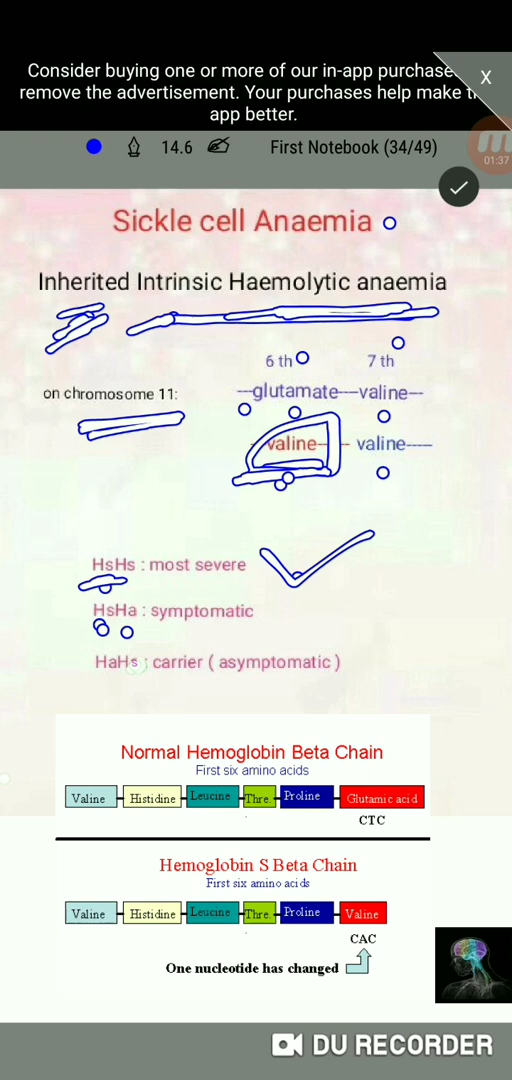 Consider buying one or more of our in-app
remove the advertisement. Your purchases help make
app better.
X
14.6 First Notebook (34/49)
01:37
Sickle cell Anaemia
Inherited Intrinsic Haemolytic anaemia
6 th 7 th
on chromosome 11: ---glutamate---valine---
valine-- -- valine-----
HsHs : most severe
HsHa : symptomatic
HaHs : carrier ( asymptomatic )
Normal Hemoglobin Beta Chain
First six amino acids
Valine Histidine Leucine Thre. Proline Glutamic acid
CTC
Hemoglobin S Beta Chain
First six amino acids
Valine Histidine Leucine Thre. Proline Valine
CAC
One nucleotide has changed
DU RECORDER